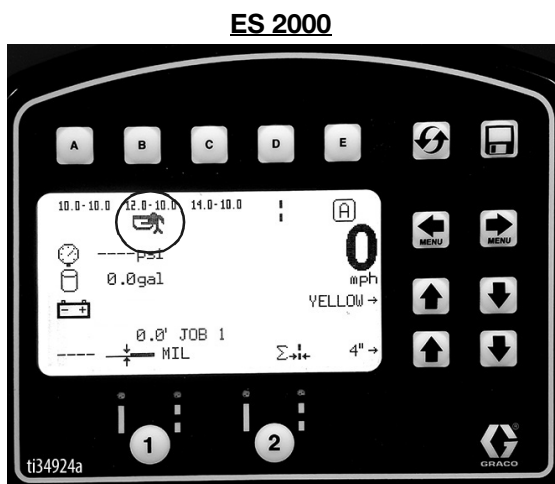 ES 2000
A B C D E
10.0-10.0 12.0-10.0 14.0-10.0 A
----psi 0
0.0gal mph
MENU MENU
- + YELLOW→
0.0' JOB 1
---- MIL Σ 4"→
1 2
ti34924a GRACO